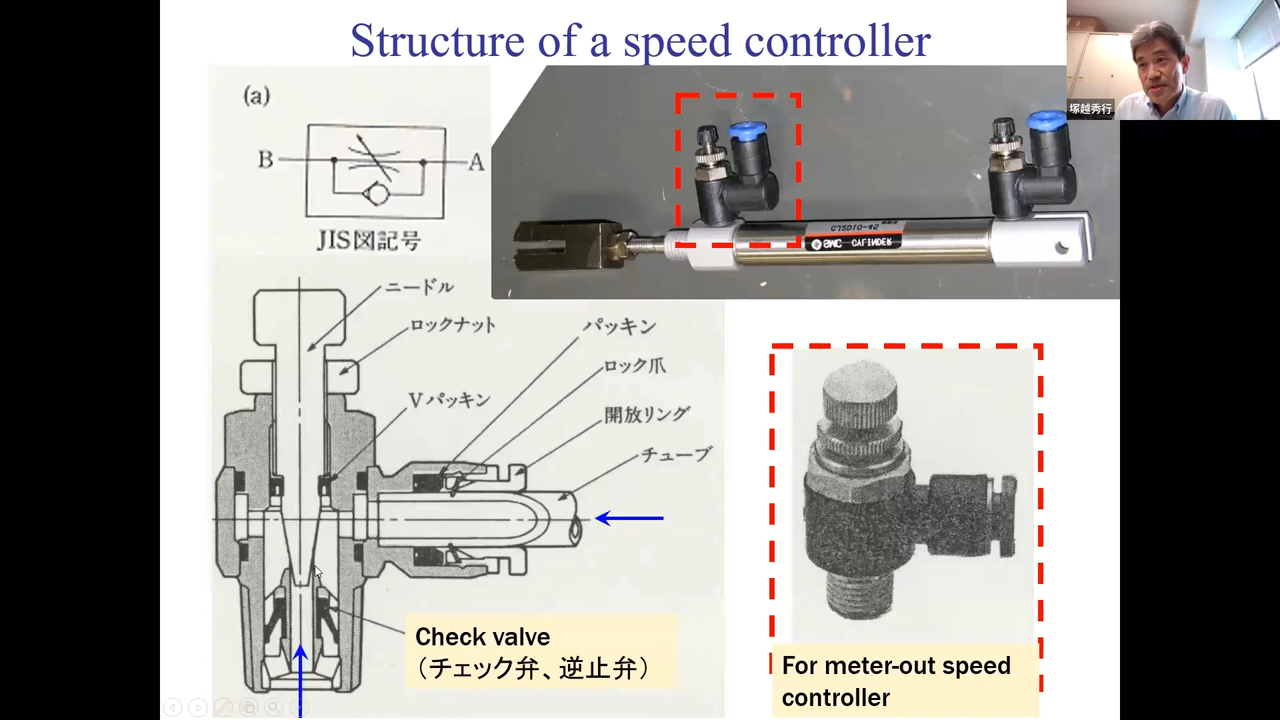 Structure of a speed controller
塚越秀行
(a)
B
A
JIS図記号
SMC CALINDER
ニードル
ロックナット
パッキン
ロック爪
Vパッキン
開放リング
チューブ
Check valve
（チェック弁、逆止弁）
For meter-out speed
controller